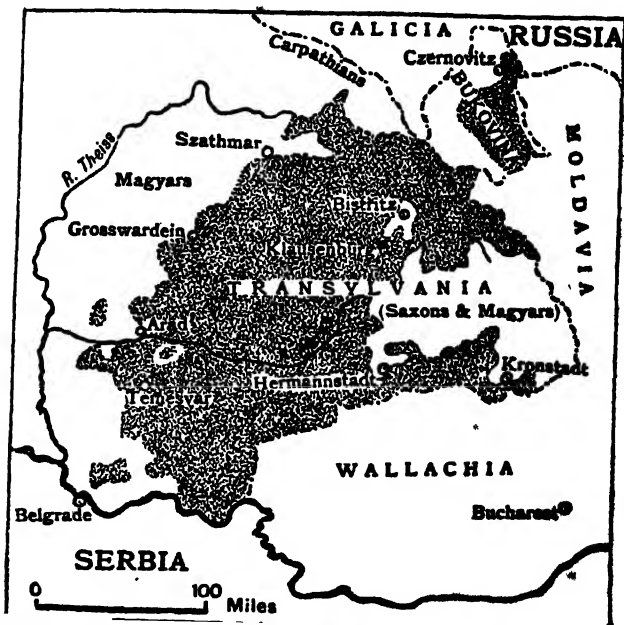 GALICIA
RUSSIA
Carpathians
Czernovitz
BUKOVINA
MOLDAVIA
R. Theiss
Szathmar
Magyars
Bistritz
Grosswardein
Klausenburg
TRANSYLVANIA
(Saxons & Magyars)
Arad
Hermannstadt
Kronstadt
Temesvar
WALLACHIA
Belgrade
Bucharest
SERBIA
0 100 Miles